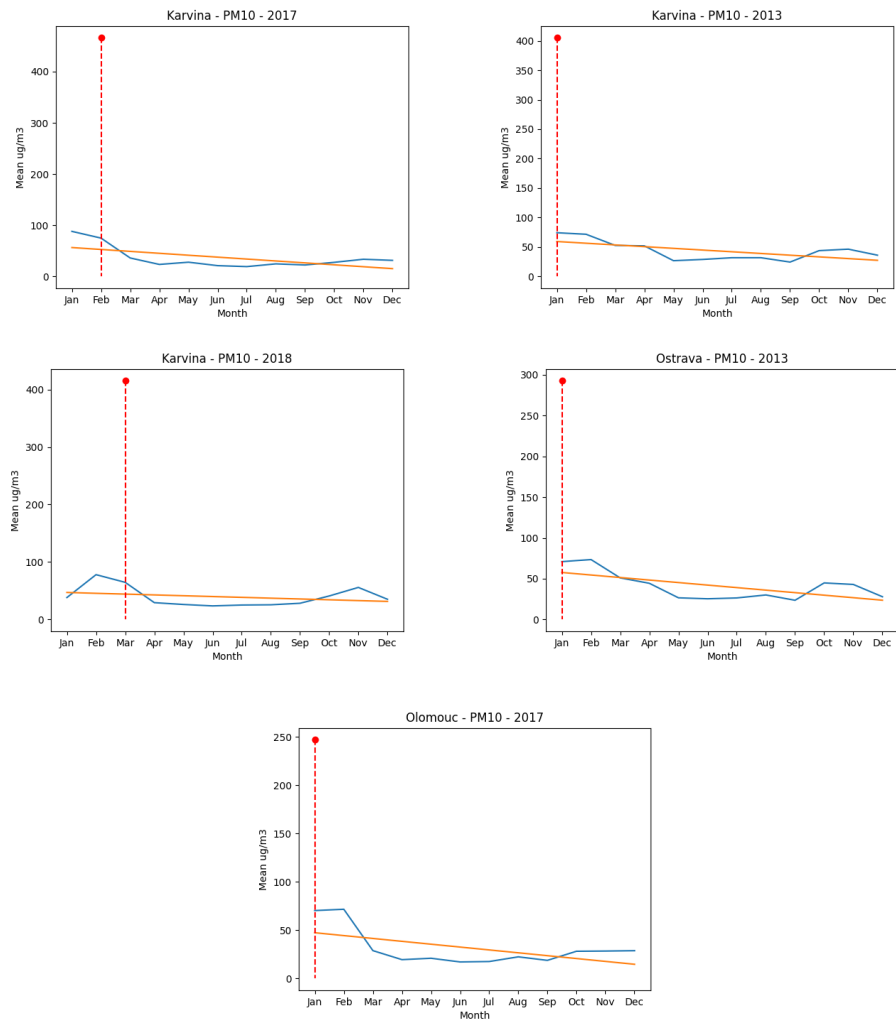 Karvina - PM10 - 2017
Mean ug/m3
400
300
200
100
0
Jan Feb Mar Apr May Jun Jul Aug Sep Oct Nov Dec
Month
Karvina - PM10 - 2013
Mean ug/m3
400
350
300
250
200
150
100
50
0
Jan Feb Mar Apr May Jun Jul Aug Sep Oct Nov Dec
Month
Karvina - PM10 - 2018
Mean ug/m3
400
300
200
100
0
Jan Feb Mar Apr May Jun Jul Aug Sep Oct Nov Dec
Month
Ostrava - PM10 - 2013
Mean ug/m3
300
250
200
150
100
50
0
Jan Feb Mar Apr May Jun Jul Aug Sep Oct Nov Dec
Month
Olomouc - PM10 - 2017
Mean ug/m3
250
200
150
100
50
0
Jan Feb Mar Apr May Jun Jul Aug Sep Oct Nov Dec
Month